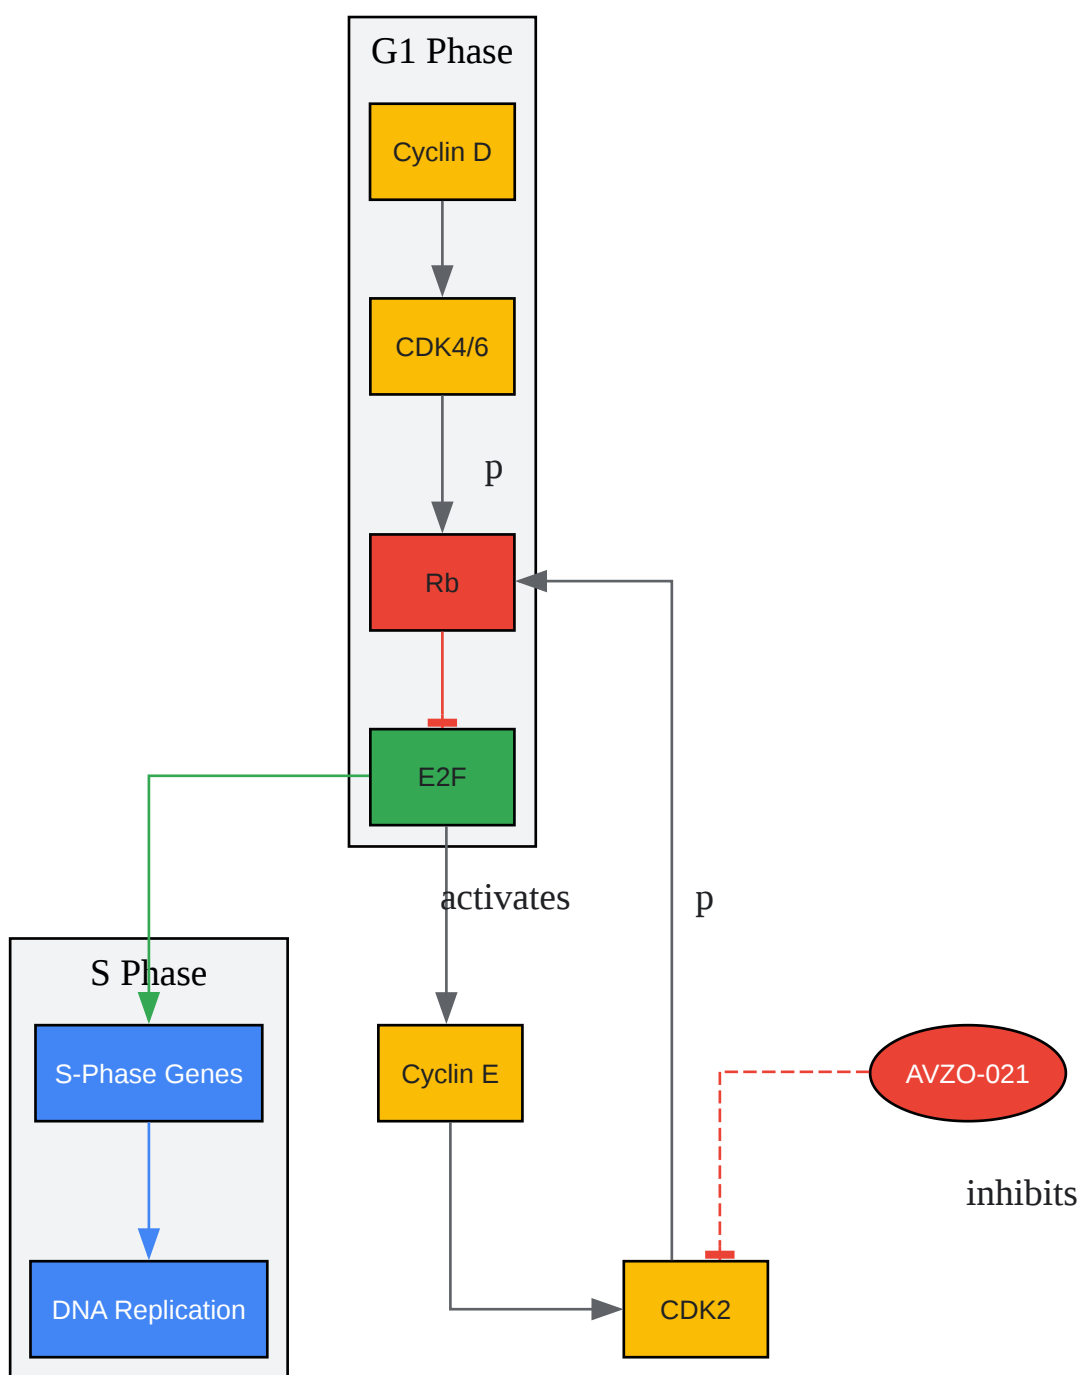 G1 Phase
Cyclin D
CDK4/6
p
Rb
E2F
activates
p
S Phase
S-Phase Genes
Cyclin E
AVZO-021
inhibits
DNA Replication
CDK2